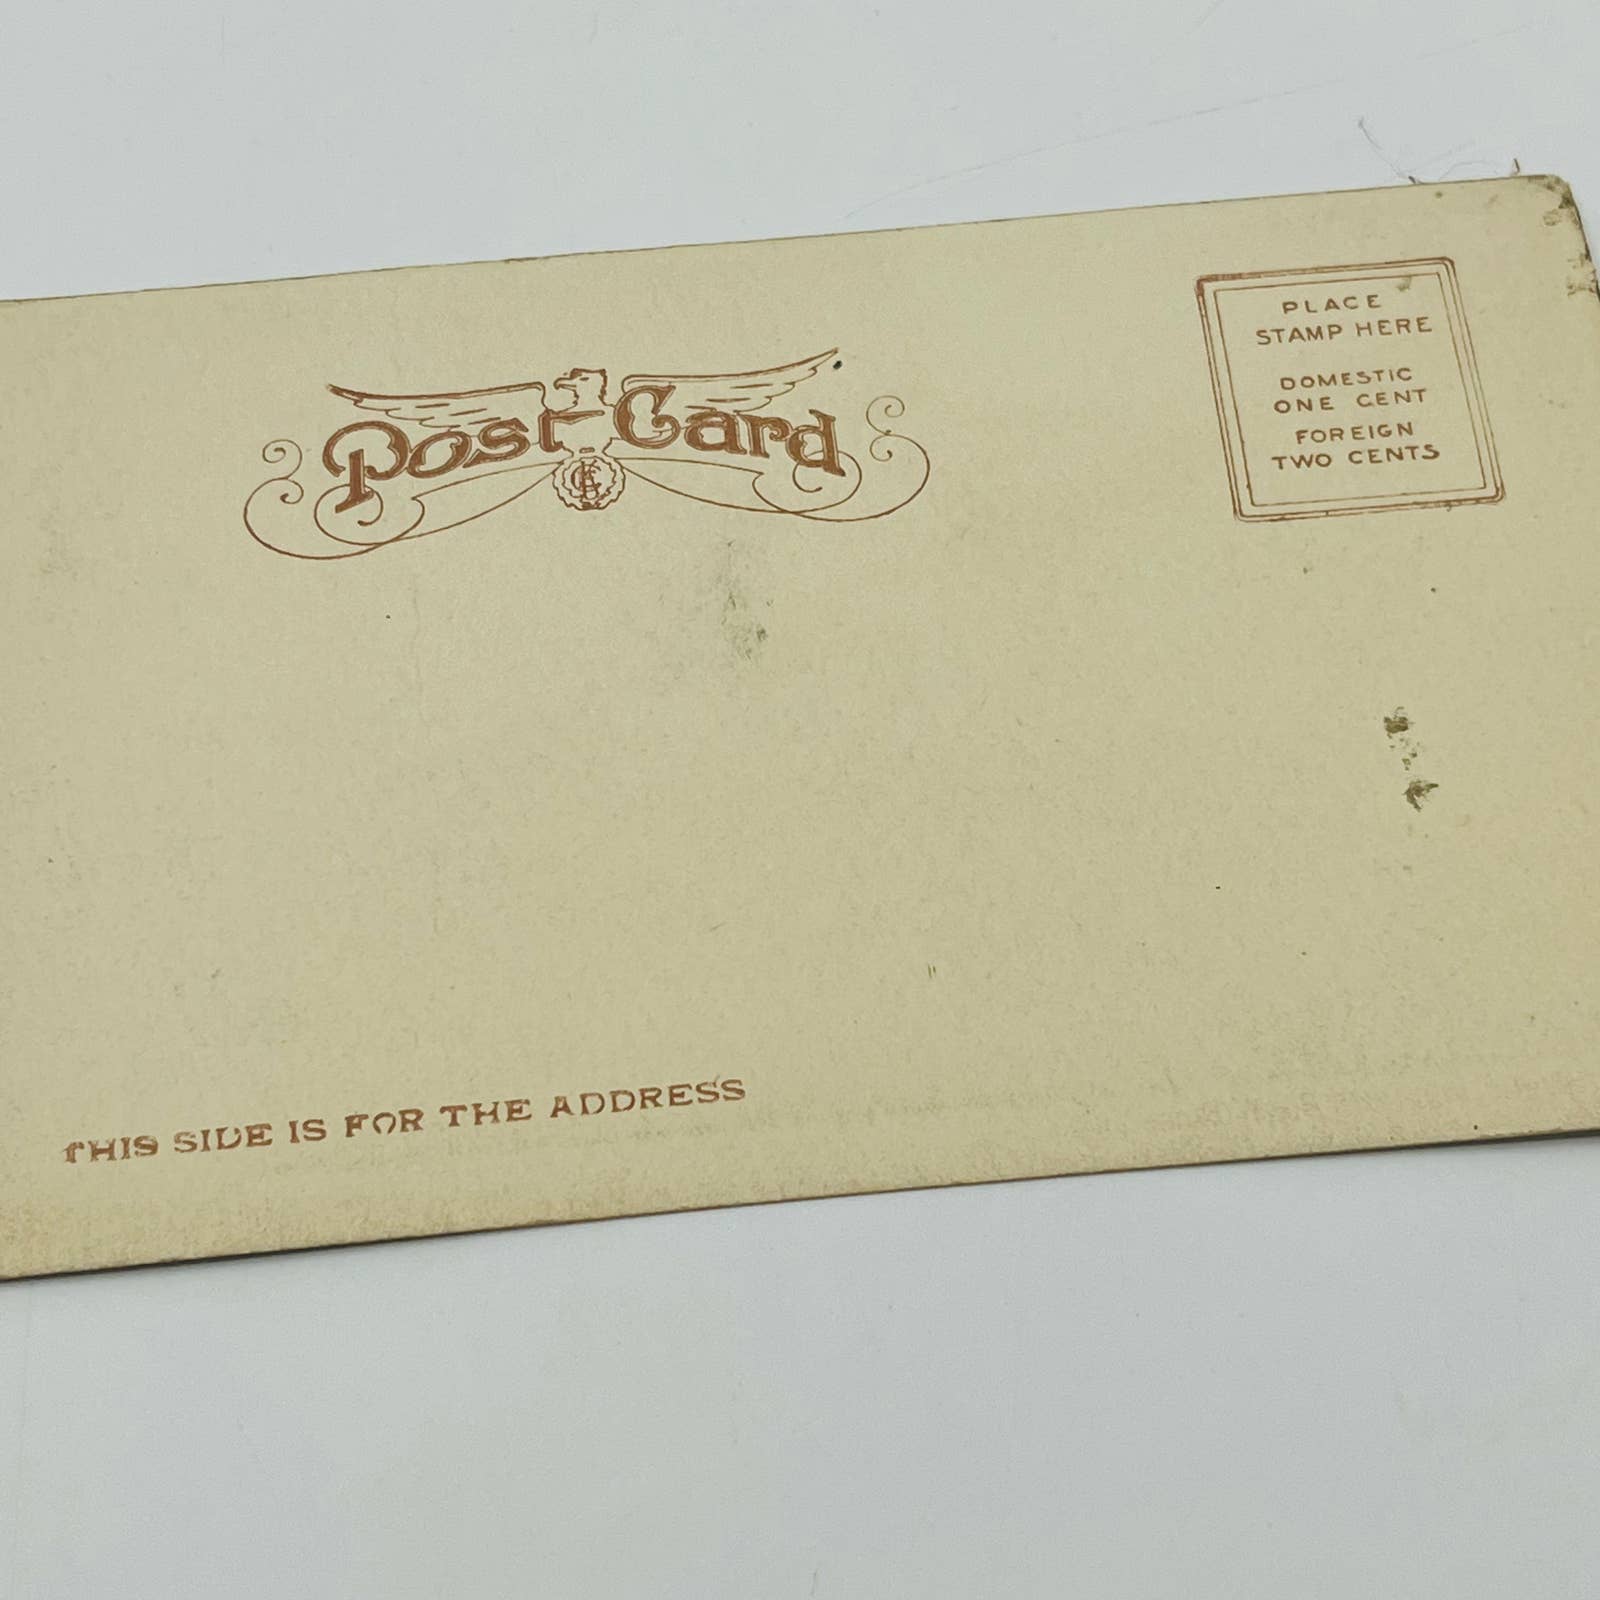 Post Card
PLACE
STAMP HERE
DOMESTIC
ONE CENT
FOREIGN
TWO CENTS
THIS SIDE IS FOR THE ADDRESS